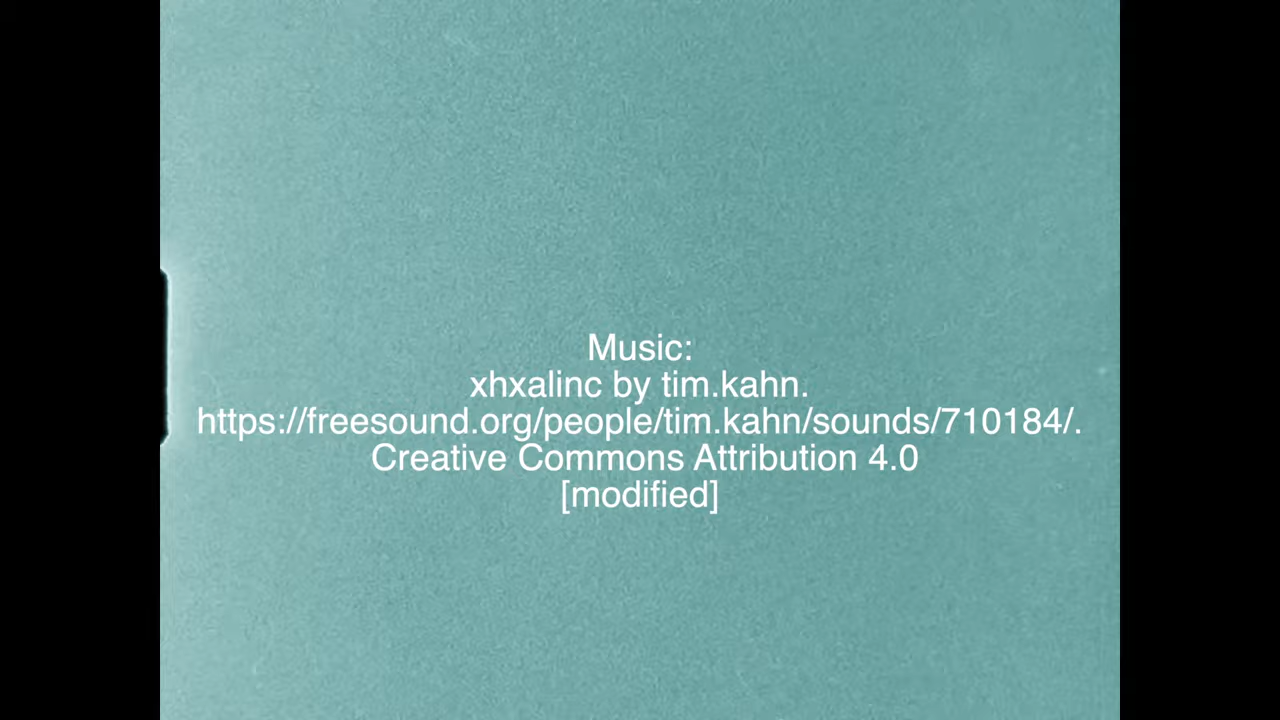 Music:
xhxalinc by tim.kahn.
https://freesound.org/people/tim.kahn/sounds/710184/.
Creative Commons Attribution 4.0
[modified]